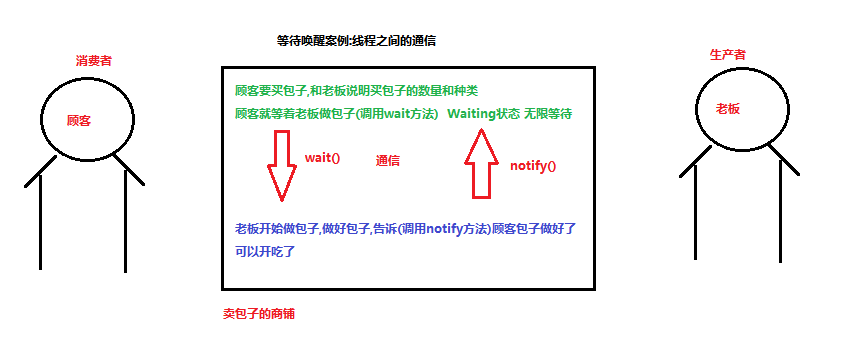 等待唤醒案例:线程之间的通信
消费者
生产者
顾客
老板
顾客要买包子,和老板说明买包子的数量和种类
顾客就等着老板做包子(调用wait方法) Waiting状态 无限等待
wait()
通信
notify()
老板开始做包子,做好包子,告诉(调用notify方法)顾客包子做好了
可以开吃了
卖包子的商铺